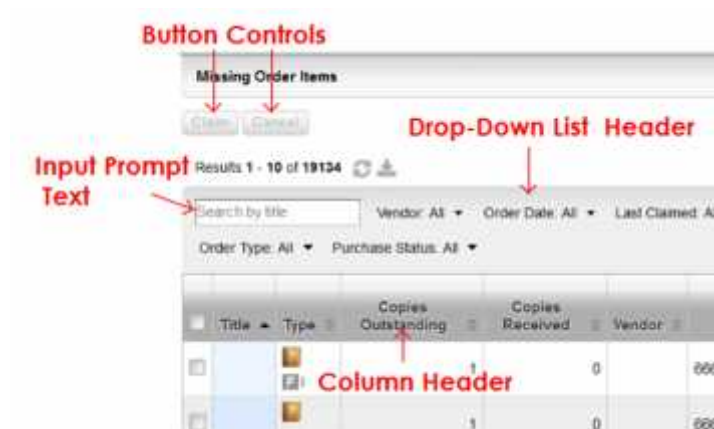 Button Controls
Missing Order Items
Claim Cancel
Drop-Down List Header
Results 1 - 10 of 19134
Input Prompt
Text
Search by title Vendor: All Order Date: All Last Claimed: A
Order Type: All Purchase Status: All
Title Type Copies Outstanding Copies Received Vendor
1 0 666
Column Header
1 0 666